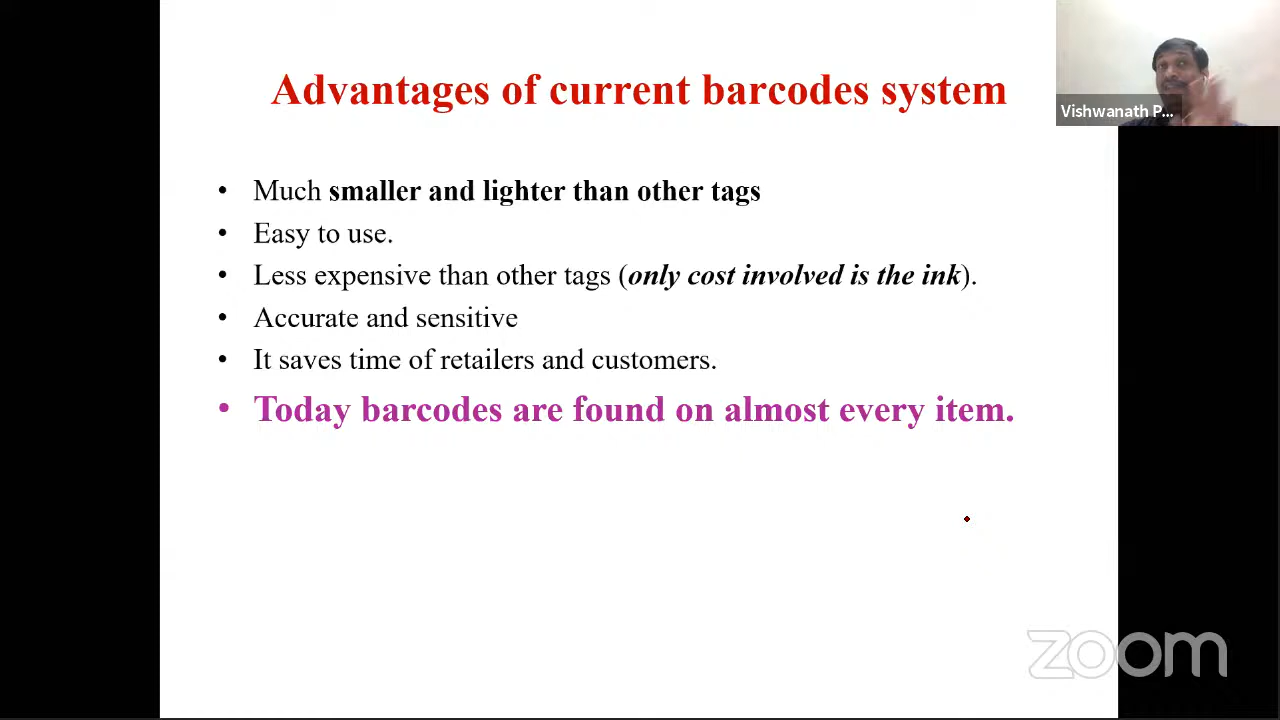 Advantages of current barcodes system
Vishwanath P...
• Much smaller and lighter than other tags
• Easy to use.
• Less expensive than other tags (only cost involved is the ink).
• Accurate and sensitive
• It saves time of retailers and customers.
• Today barcodes are found on almost every item.
zoom